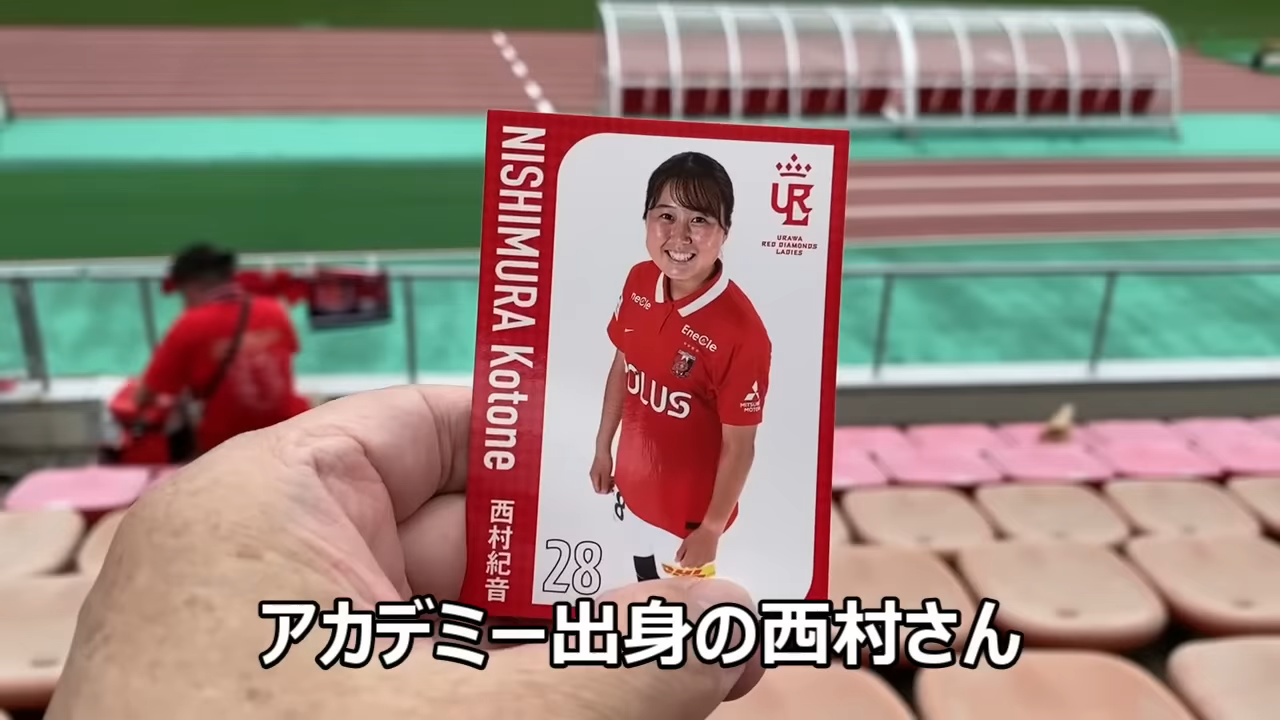 NISHIMURA Kotone
西村紀音
28
URAWA
RED DIAMONDS
LADIES
neCle
EneCle
POLUS
MITSUBISHI
MOTORS
アカデミー出身の西村さん